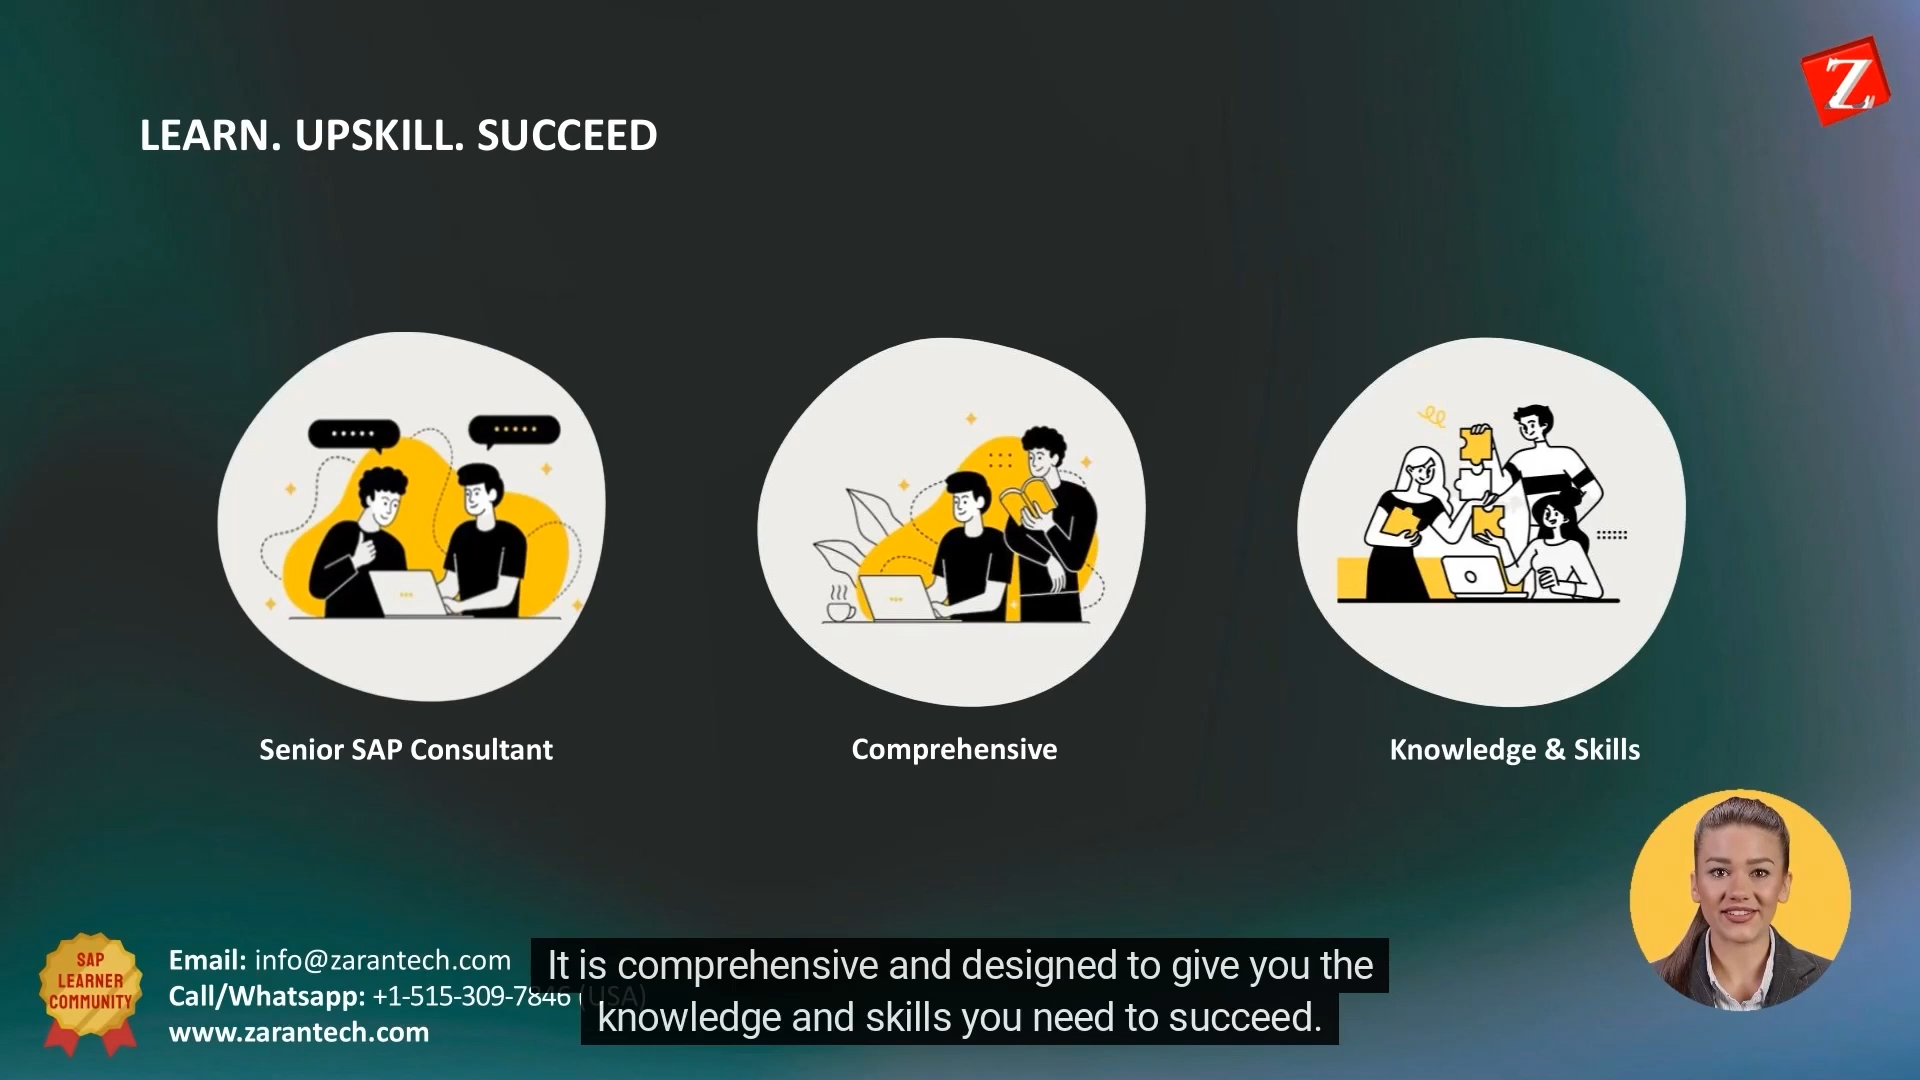 Z
LEARN. UPSKILL. SUCCEED
Senior SAP Consultant
Comprehensive
Knowledge & Skills
SAP
LEARNER
COMMUNITY
Email: info@zarantech.com
Call/Whatsapp: +1-515-309-7846 (USA)
www.zarantech.com
It is comprehensive and designed to give you the
knowledge and skills you need to succeed.